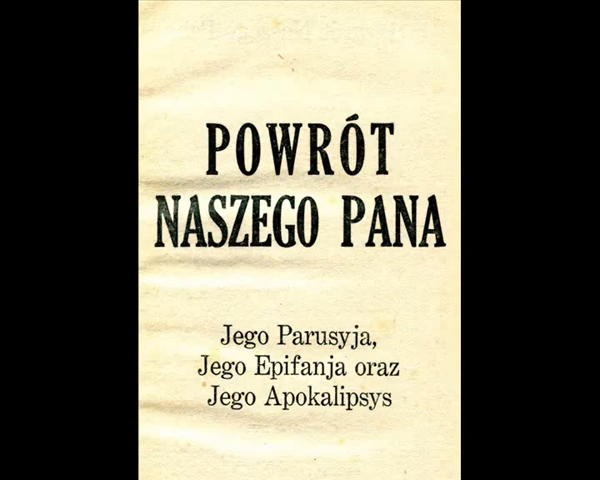 POWRÓT
NASZEGO PANA
Jego Parusyja,
Jego Epifanja oraz
Jego Apokalipsys